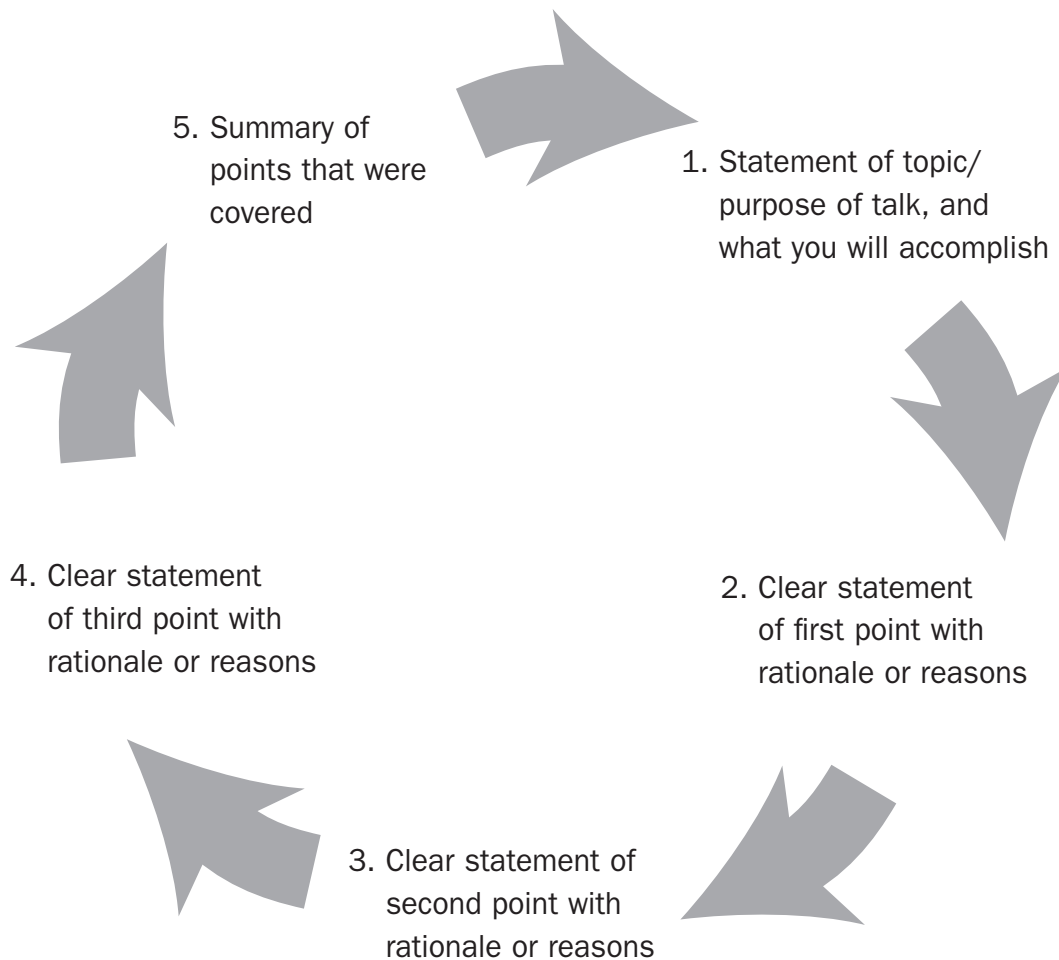 5. Summary of
points that were
covered
1. Statement of topic/
purpose of talk, and
what you will accomplish
4. Clear statement
of third point with
rationale or reasons
2. Clear statement
of first point with
rationale or reasons
3. Clear statement of
second point with
rationale or reasons